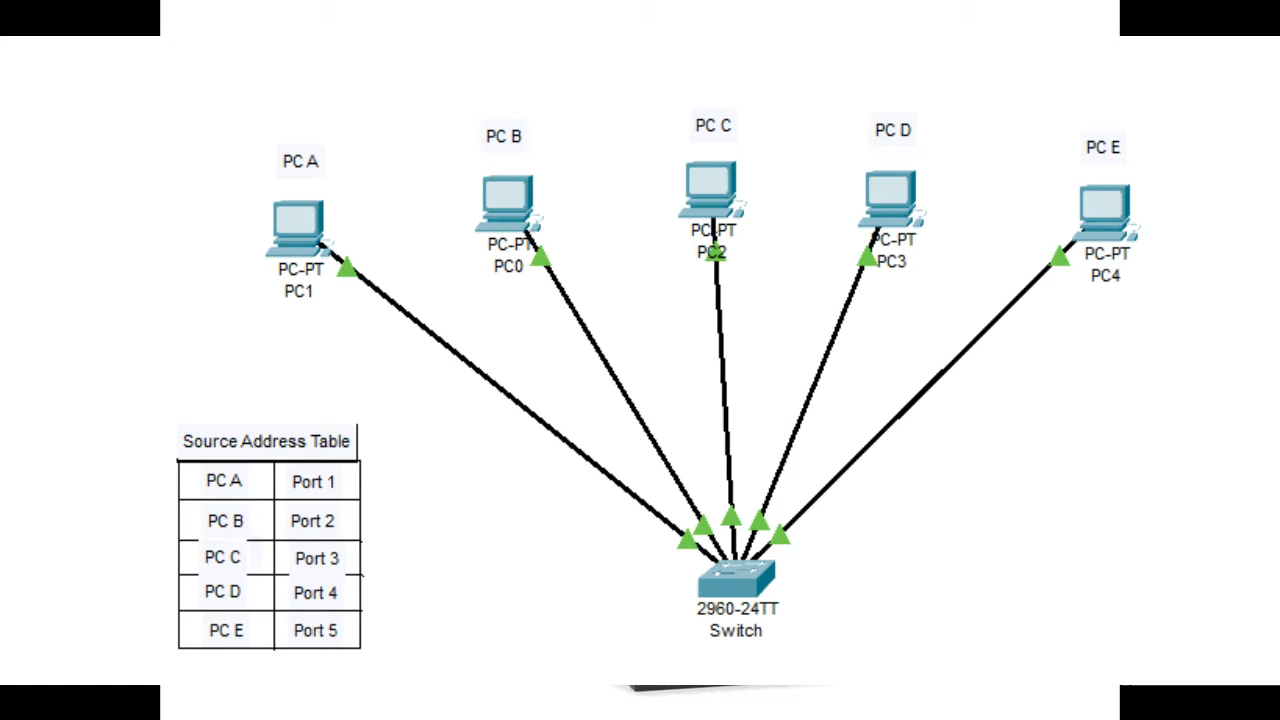 PC A
PC B
PC C
PC D
PC E
PC-PT
PC1
PC-PT
PC0
PC-PT
PC2
PC-PT
PC3
PC-PT
PC4
Source Address Table
PC A Port 1
PC B Port 2
PC C Port 3
PC D Port 4
PC E Port 5
2960-24TT
Switch